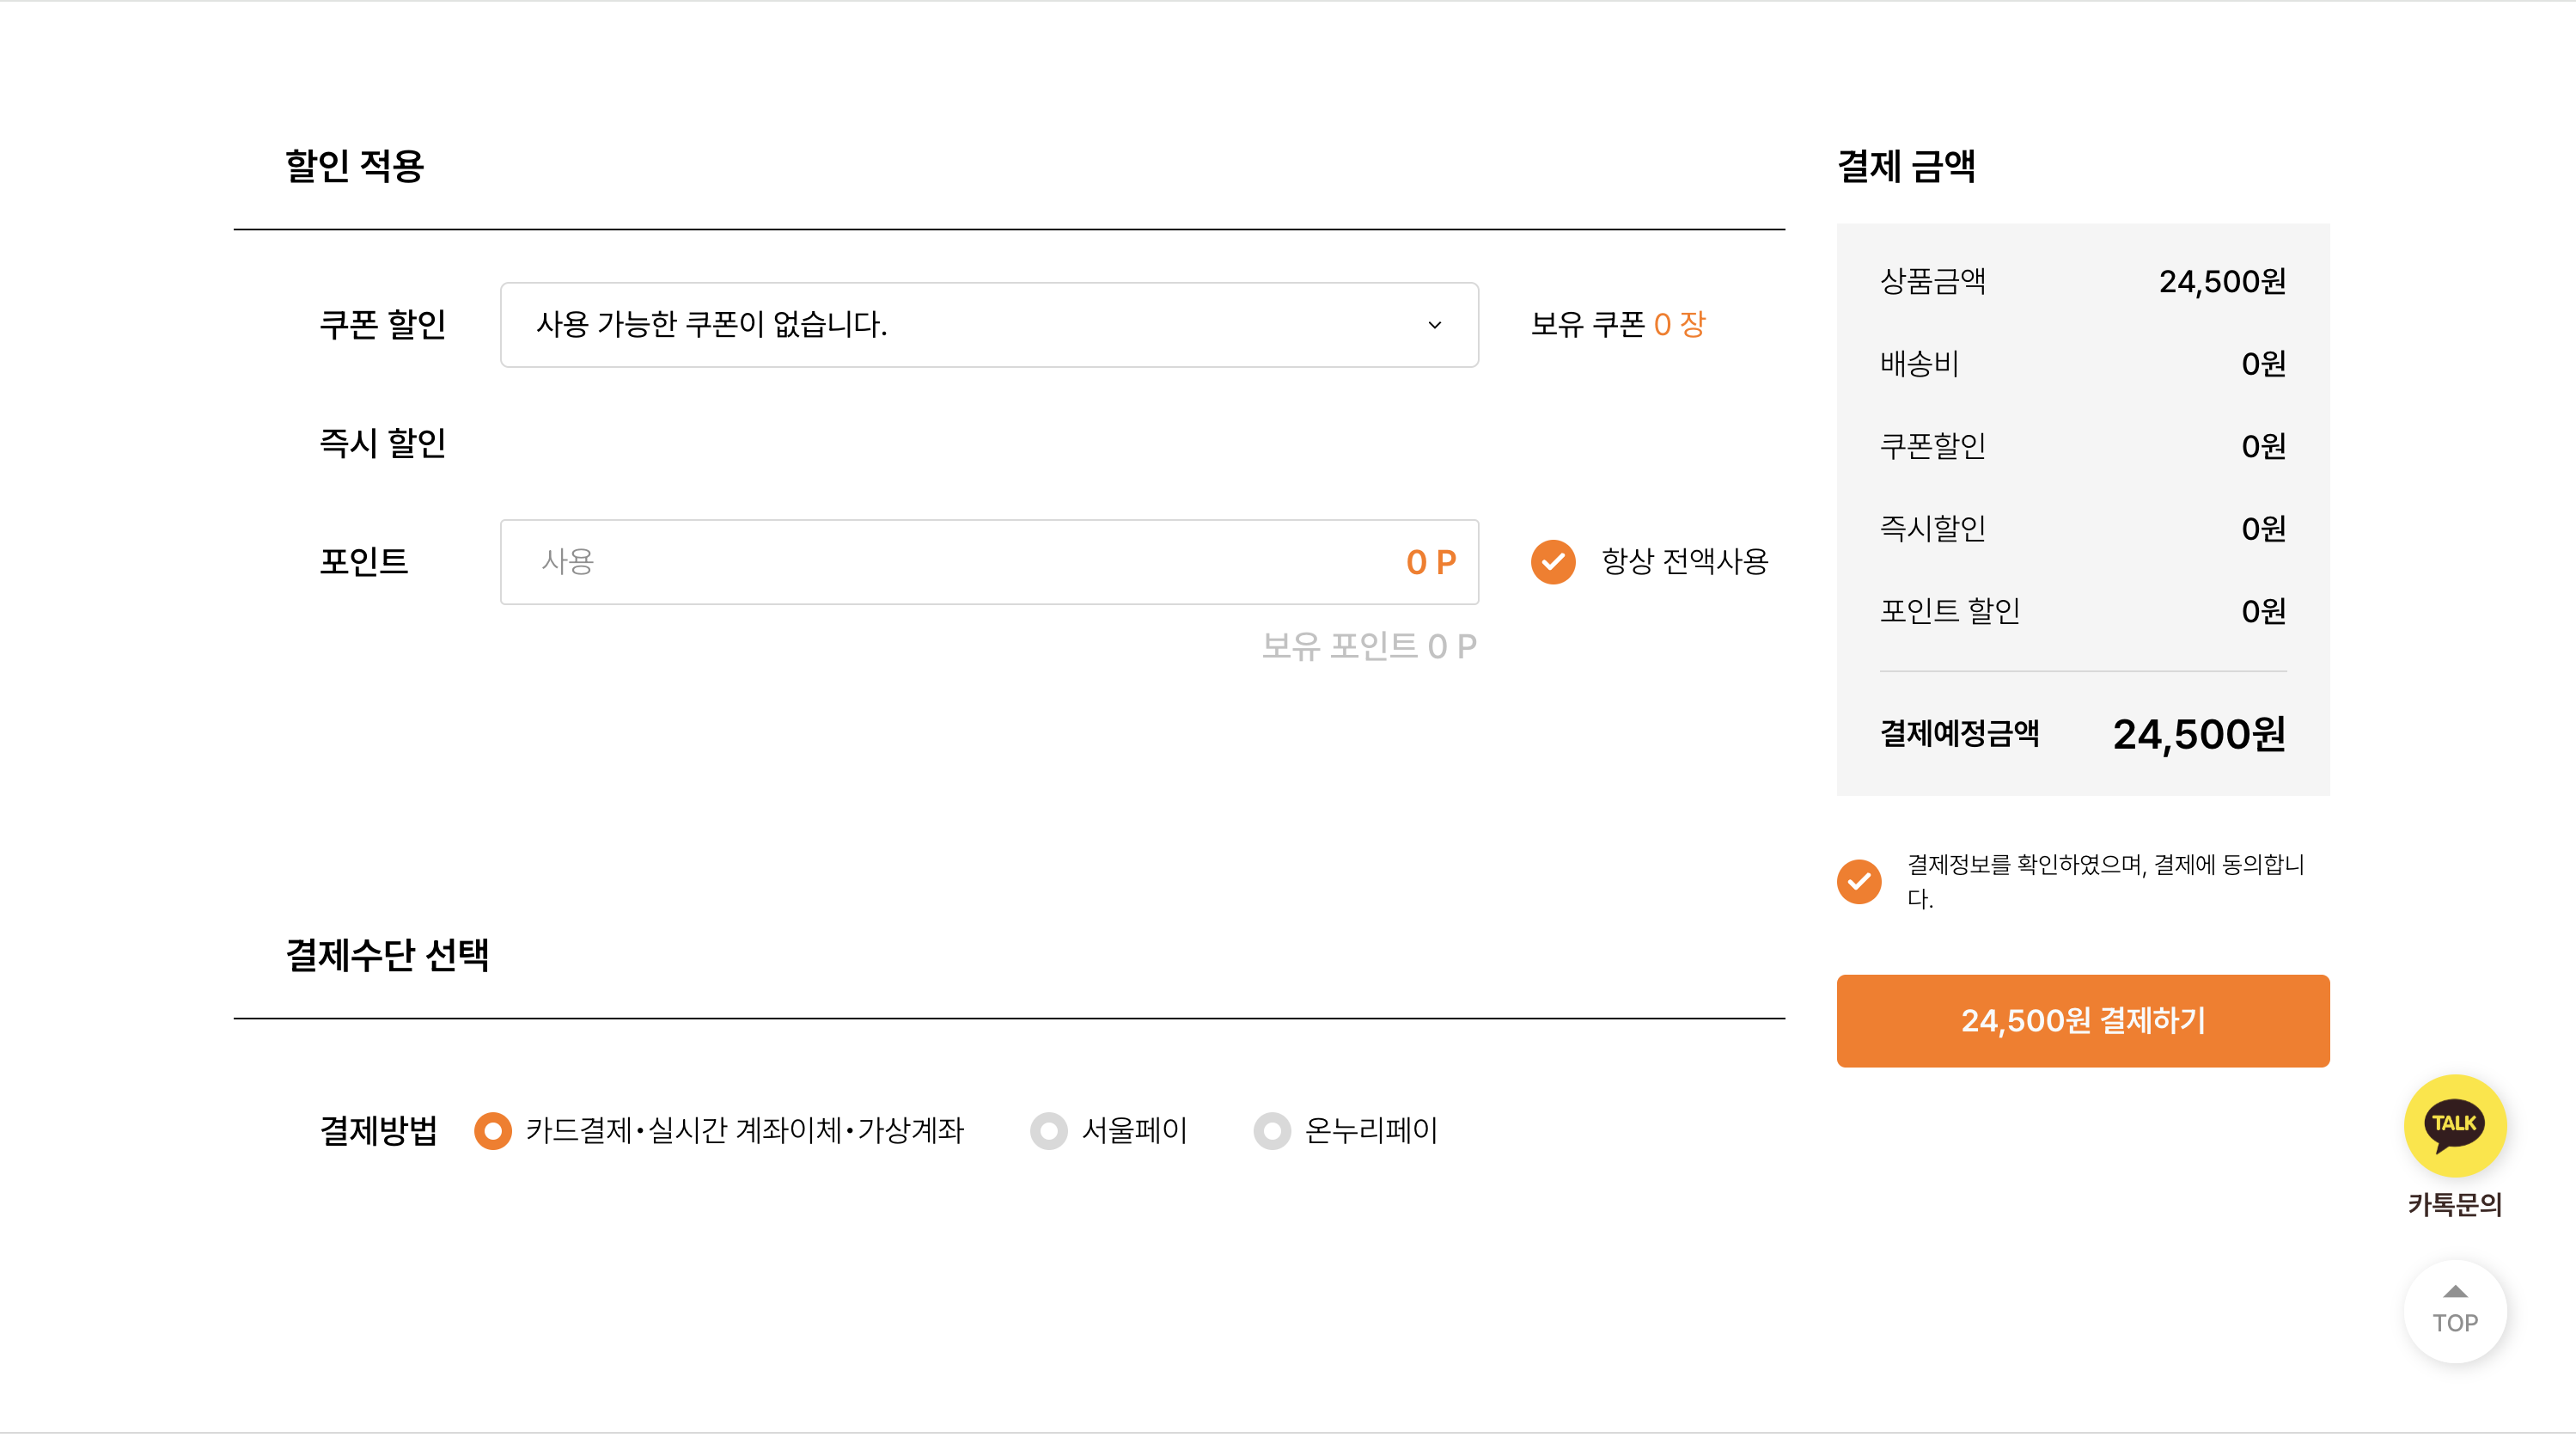 할인 적용
쿠폰 할인
사용 가능한 쿠폰이 없습니다.
보유 쿠폰 0 장
즉시 할인
포인트
사용
0 P
항상 전액사용
보유 포인트 0 P
결제수단 선택
결제방법
카드결제•실시간 계좌이체•가상계좌
서울페이
온누리페이
결제 금액
상품금액 24,500원
배송비 0원
쿠폰할인 0원
즉시할인 0원
포인트 할인 0원
결제예정금액 24,500원
결제정보를 확인하였으며, 결제에 동의합니
다.
24,500원 결제하기
TALK
카톡문의
TOP